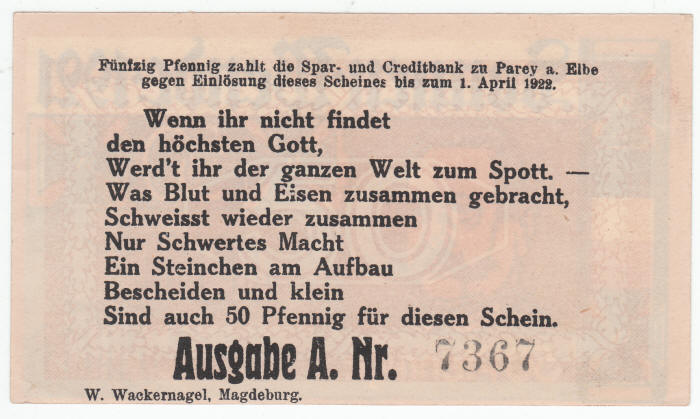 Fünfzig Pfennig zahlt die Spar- und Creditbank zu Parey a. Elbe
gegen Einlösung dieses Scheines bis zum 1. April 1922.
Wenn ihr nicht findet
den höchsten Gott,
Werd't ihr der ganzen Welt zum Spott. —
Was Blut und Eisen zusammen gebracht,
Schweisst wieder zusammen
Nur Schwertes Macht
Ein Steinchen am Aufbau
Bescheiden und klein
Sind auch 50 Pfennig für diesen Schein.
Ausgabe A. Nr. 7367
W. Wackernagel, Magdeburg.